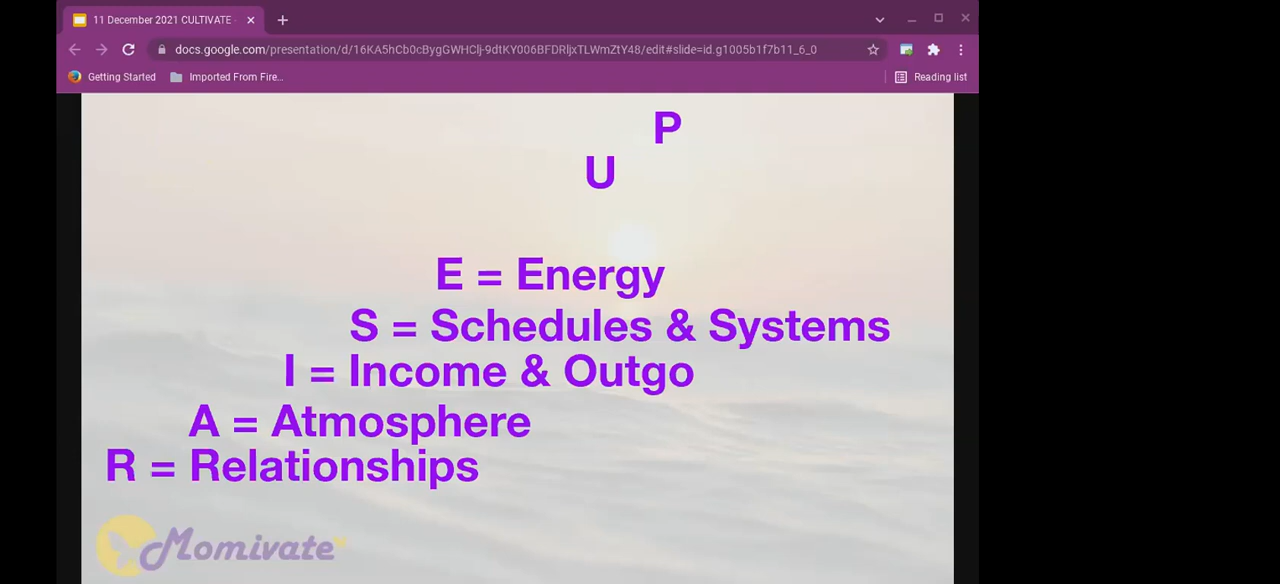 11 December 2021 CULTIVATE
docs.google.com/presentation/d/16KA5hCb0cBygGWHClj-9dtKY006BFDRljxTLWmZtY48/edit#slide=id.g1005b1f7b11_6_0
Getting Started
Imported From Fire...
Reading list
P
U
E = Energy
S = Schedules & Systems
I = Income & Outgo
A = Atmosphere
R = Relationships
Momivate